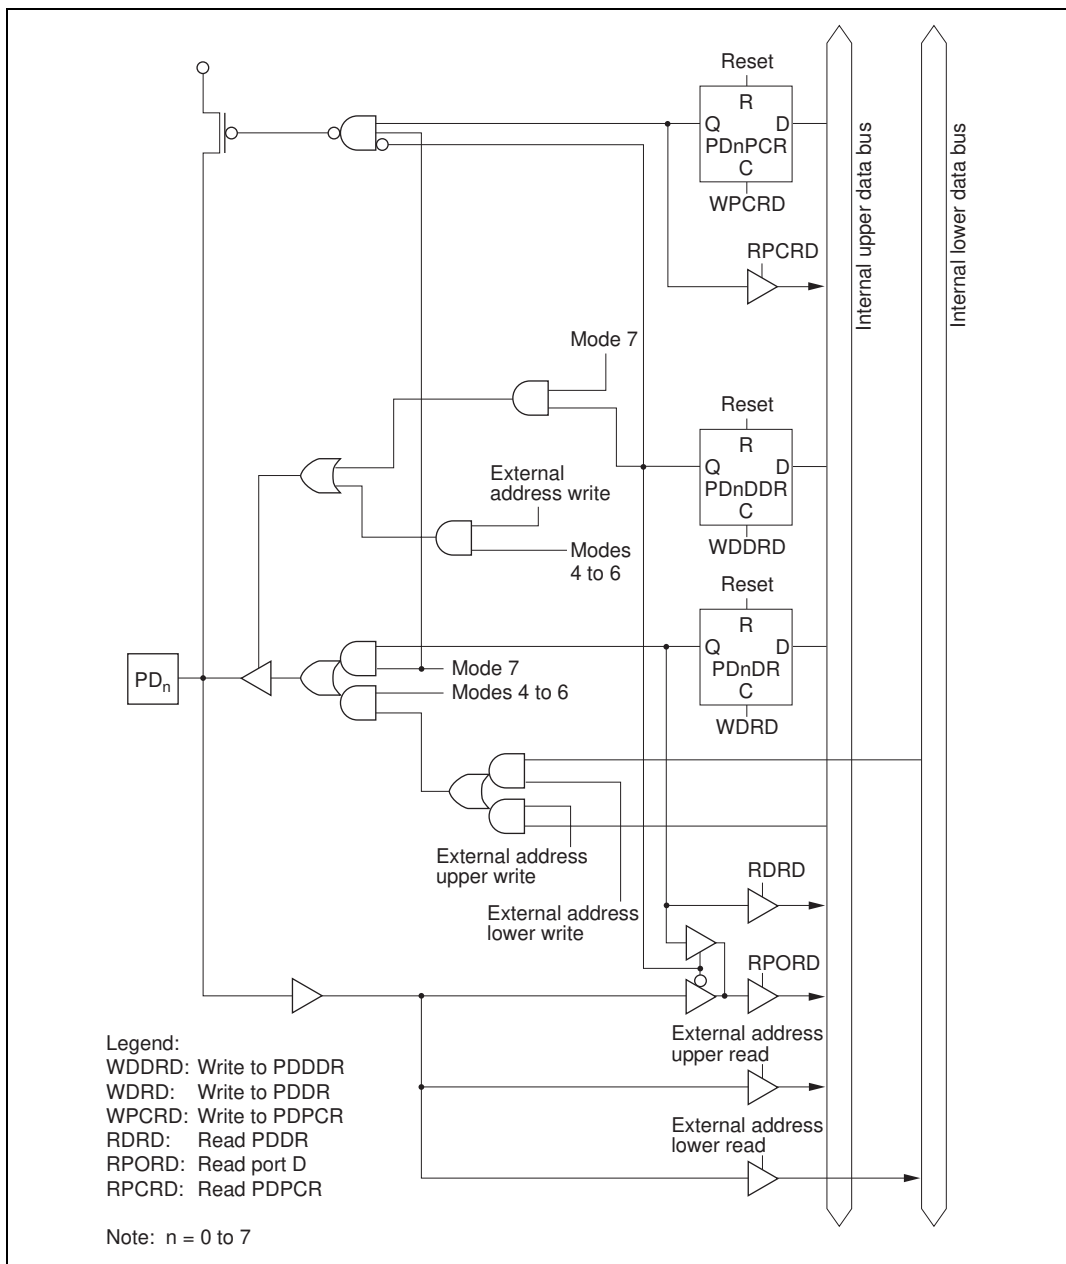 Reset
R
Q D
PDnPCR
C
WPCRD
RPCRD
Internal upper data bus
Internal lower data bus
Mode 7
Reset
R
Q D
PDnDDR
C
WDDRD
External
address write
Modes
4 to 6
Reset
R
Q D
PDnDR
C
WDRD
PDn
Mode 7
Modes 4 to 6
External address
upper write
External address
lower write
RDRD
RPORD
External address
upper read
External address
lower read
Legend:
WDDRD: Write to PDDDR
WDRD: Write to PDDR
WPCRD: Write to PDPCR
RDRD: Read PDDR
RPORD: Read port D
RPCRD: Read PDPCR
Note: n = 0 to 7